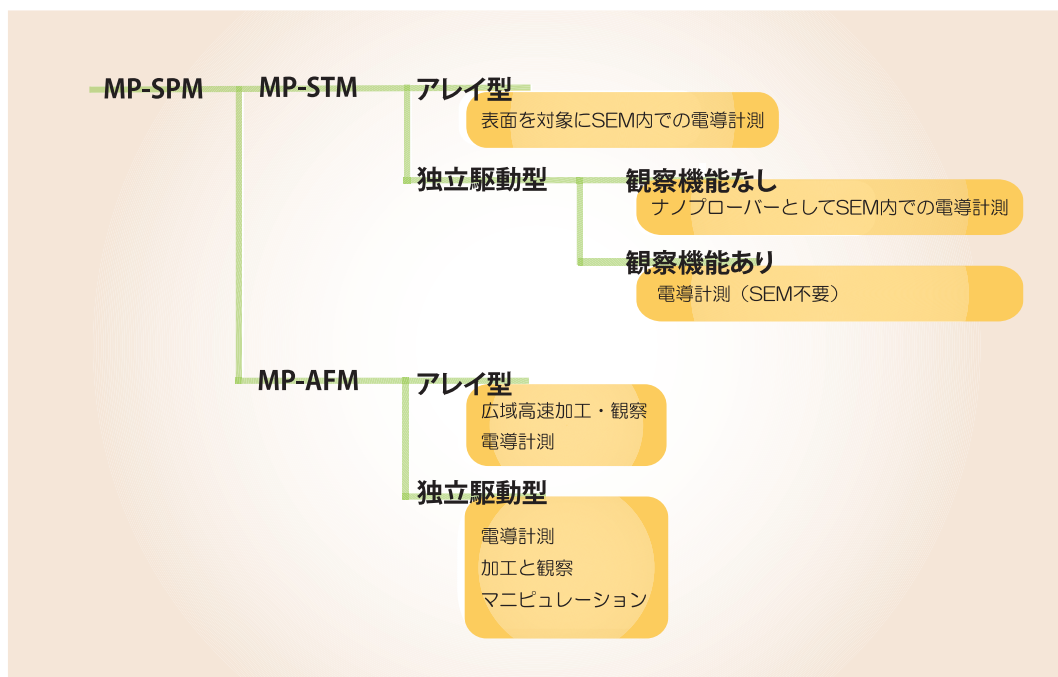 MP-SPM
MP-STM
アレイ型
表面を対象にSEM内での電導計測
独立駆動型
観察機能なし
ナノプローバーとしてSEM内での電導計測
観察機能あり
電導計測（SEM不要）
MP-AFM
アレイ型
広域高速加工・観察
電導計測
独立駆動型
電導計測
加工と観察
マニピュレーション